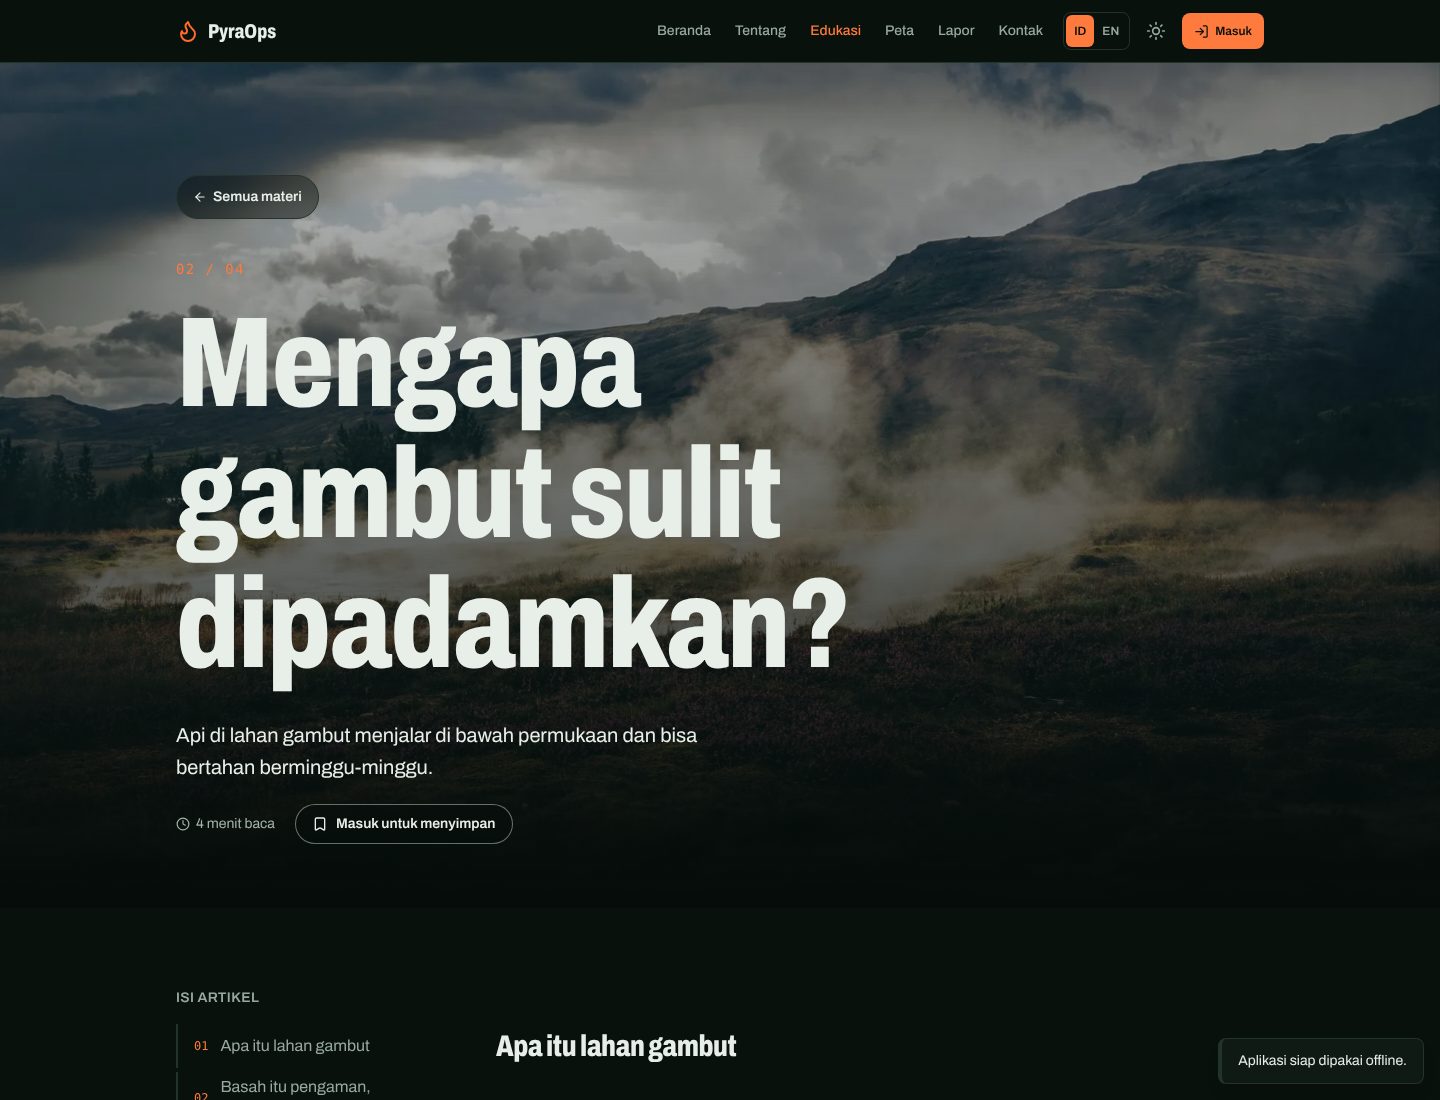 PyraOps
Beranda
Tentang
Edukasi
Peta
Lapor
Kontak
ID
EN
Masuk
Semua materi
02 / 04
Mengapa
gambut sulit
dipadamkan?
Api di lahan gambut menjalar di bawah permukaan dan bisa
bertahan berminggu-minggu.
4 menit baca
Masuk untuk menyimpan
ISI ARTIKEL
01 Apa itu lahan gambut
02 Basah itu pengaman,
Apa itu lahan gambut
Aplikasi siap dipakai offline.